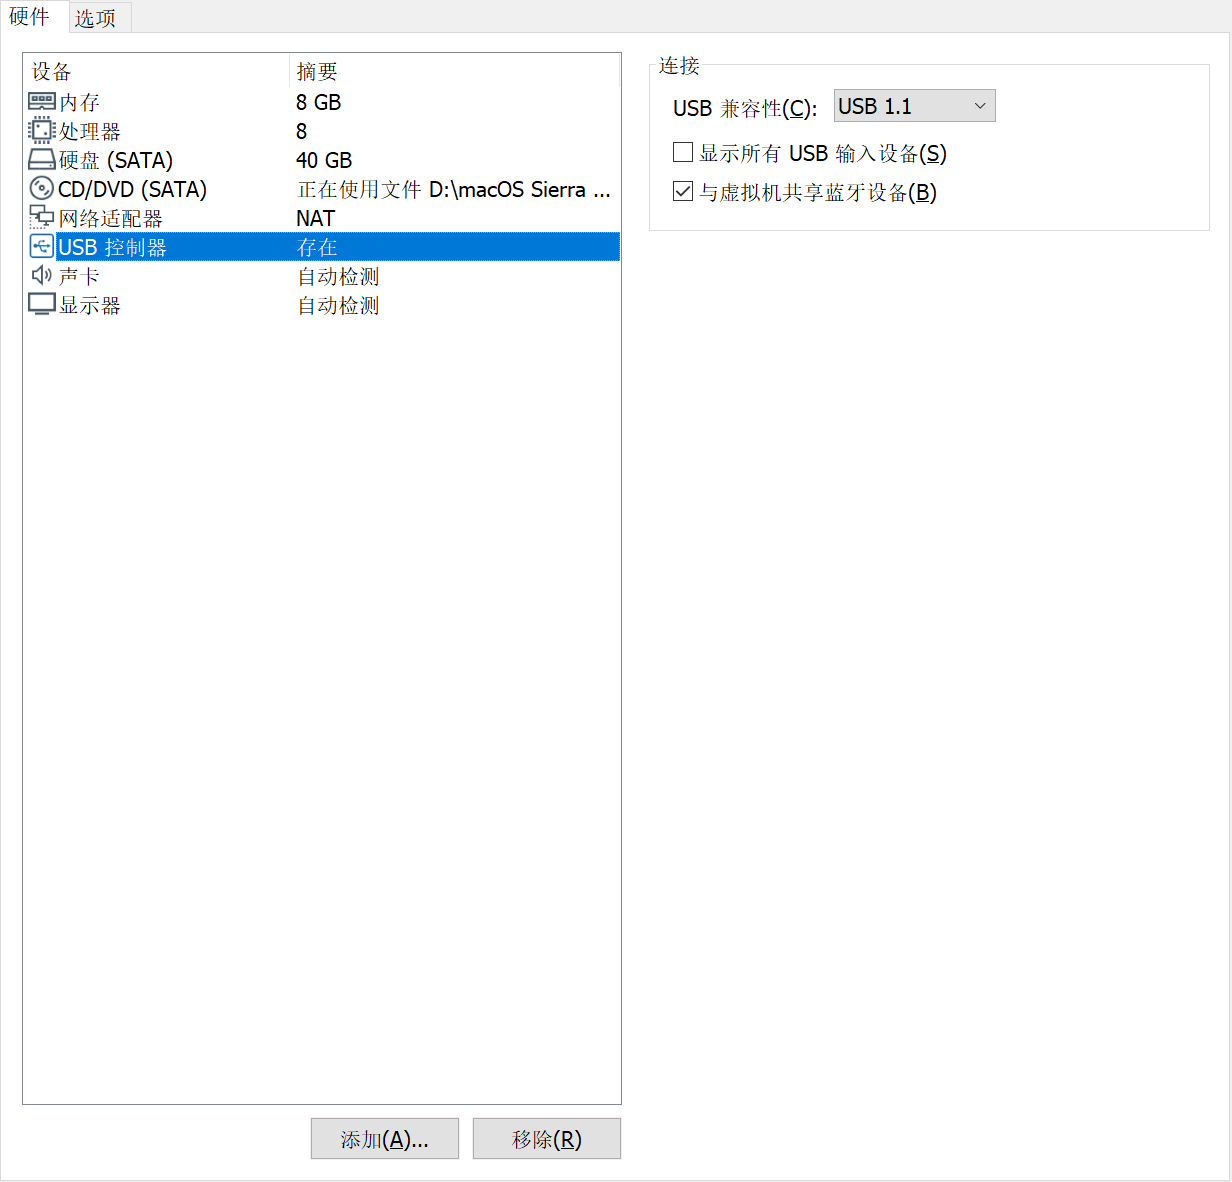 硬件 选项
设备 摘要
内存 8 GB
处理器 8
硬盘 (SATA) 40 GB
CD/DVD (SATA) 正在使用文件 D:\macOS Sierra ...
网络适配器 NAT
USB 控制器 存在
声卡 自动检测
显示器 自动检测
添加(A)... 移除(R)
连接
USB 兼容性(C): USB 1.1
显示所有 USB 输入设备(S)
与虚拟机共享蓝牙设备(B)